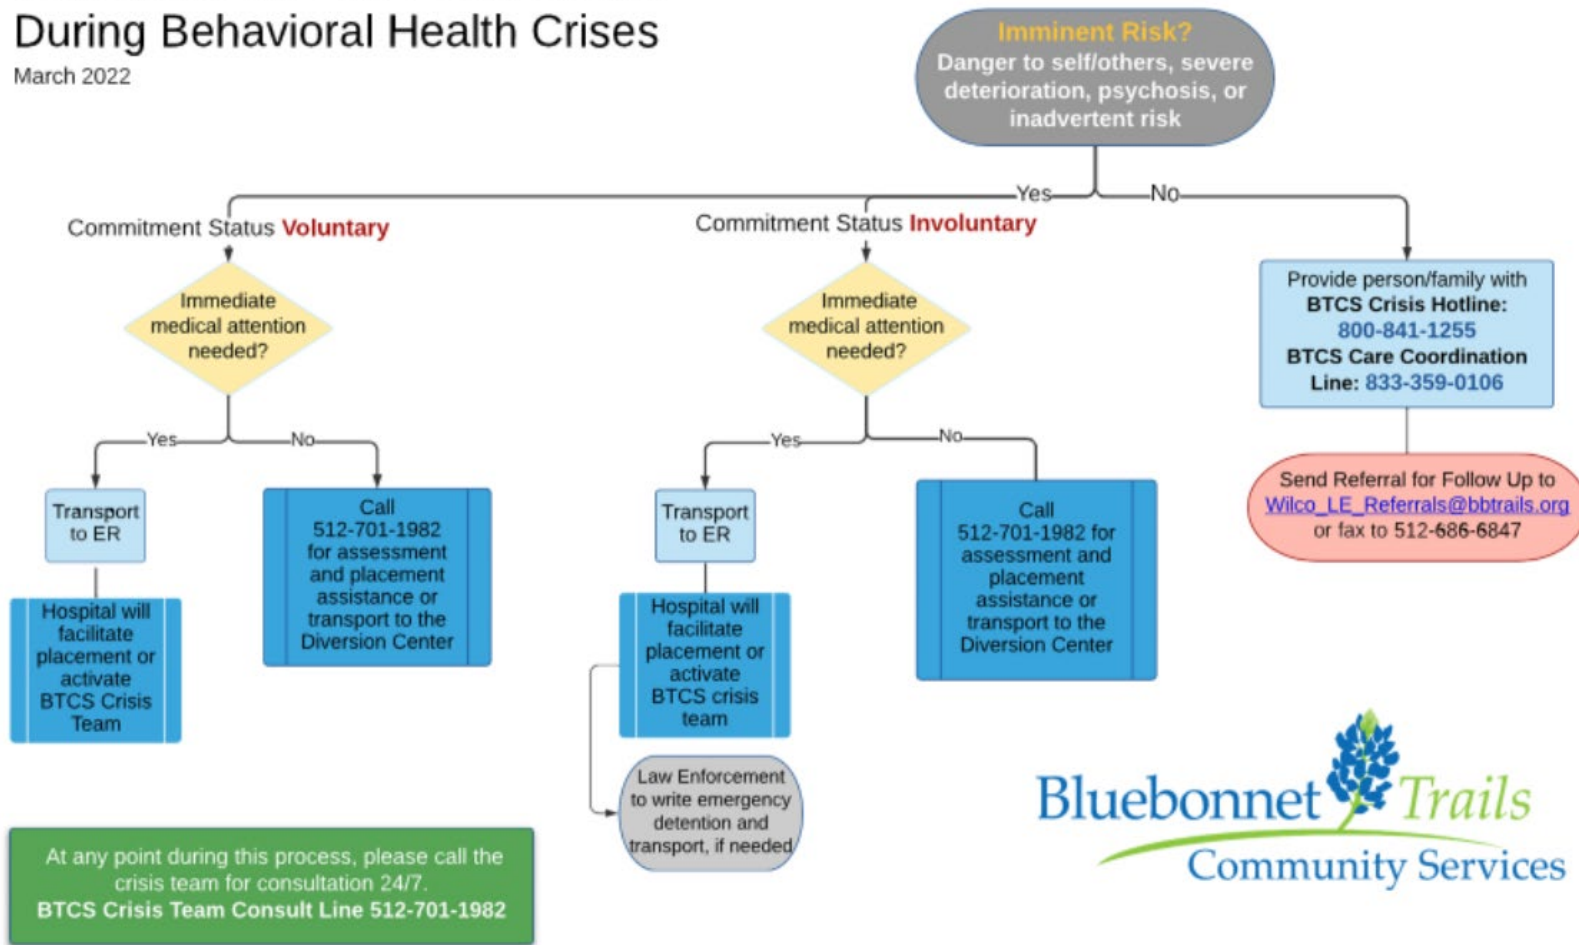 During Behavioral Health Crises
March 2022
Imminent Risk?
Danger to self/others, severe
deterioration, psychosis, or
inadvertent risk
Yes
No
Commitment Status Voluntary
Immediate
medical attention
needed?
Yes
No
Transport
to ER
Hospital will
facilitate
placement or
activate
BTCS Crisis
Team
Call
512-701-1982
for assessment
and placement
assistance or
transport to the
Diversion Center
Commitment Status Involuntary
Immediate
medical attention
needed?
Yes
No
Transport
to ER
Hospital will
facilitate
placement or
activate
BTCS crisis
team
Law Enforcement
to write emergency
detention and
transport, if needed
Call
512-701-1982 for
assessment and
placement
assistance or
transport to the
Diversion Center
Provide person/family with
BTCS Crisis Hotline:
800-841-1255
BTCS Care Coordination
Line: 833-359-0106
Send Referral for Follow Up to
Wilco_LE_Referrals@bbtrails.org
or fax to 512-686-6847
At any point during this process, please call the
crisis team for consultation 24/7.
BTCS Crisis Team Consult Line 512-701-1982
Bluebonnet Trails
Community Services